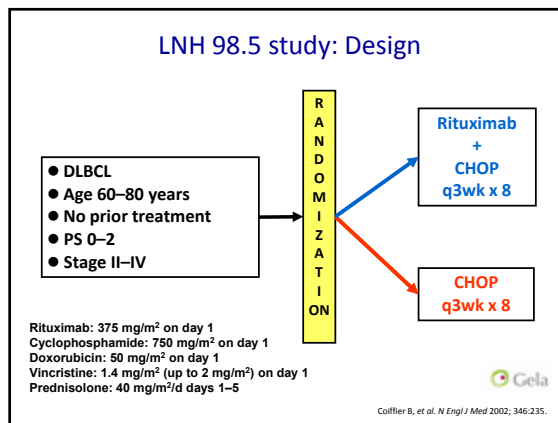 LNH 98.5 study: Design
● DLBCL
● Age 60–80 years
● No prior treatment
● PS 0–2
● Stage II–IV
R
A
N
D
O
M
I
Z
A
T
I
ON
Rituximab
+
CHOP
q3wk x 8
CHOP
q3wk x 8
Rituximab: 375 mg/m² on day 1
Cyclophosphamide: 750 mg/m² on day 1
Doxorubicin: 50 mg/m² on day 1
Vincristine: 1.4 mg/m² (up to 2 mg/m²) on day 1
Prednisolone: 40 mg/m²/d days 1–5
Gela
Coiffier B, et al. N Engl J Med 2002; 346:235.